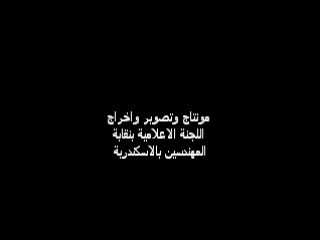 مونتاج وتصوير واخراج
اللجنة الاعلامية بنقابة
المهندسين بالاسكندرية